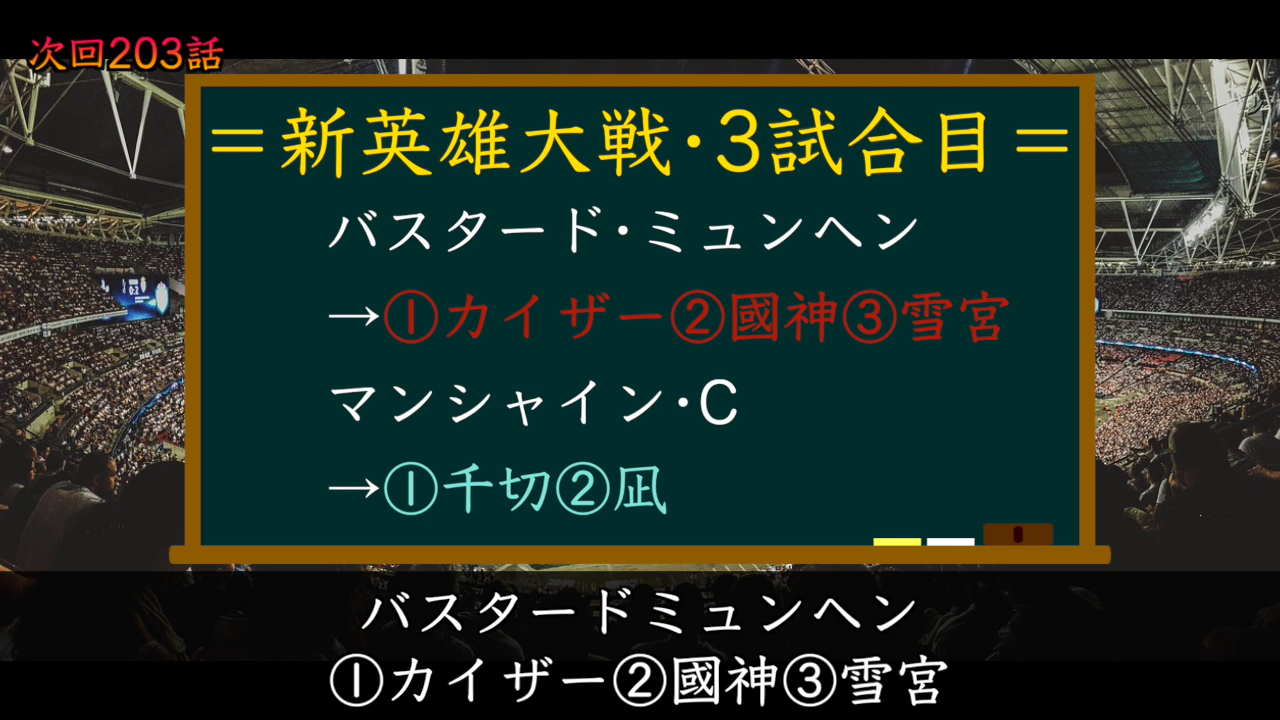 次回203話
＝新英雄大戦・3試合目＝
バスタード・ミュンヘン
→①カイザー②國神③雪宮
マンシャイン・C
→①千切②凪
バスタードミュンヘン
①カイザー②國神③雪宮